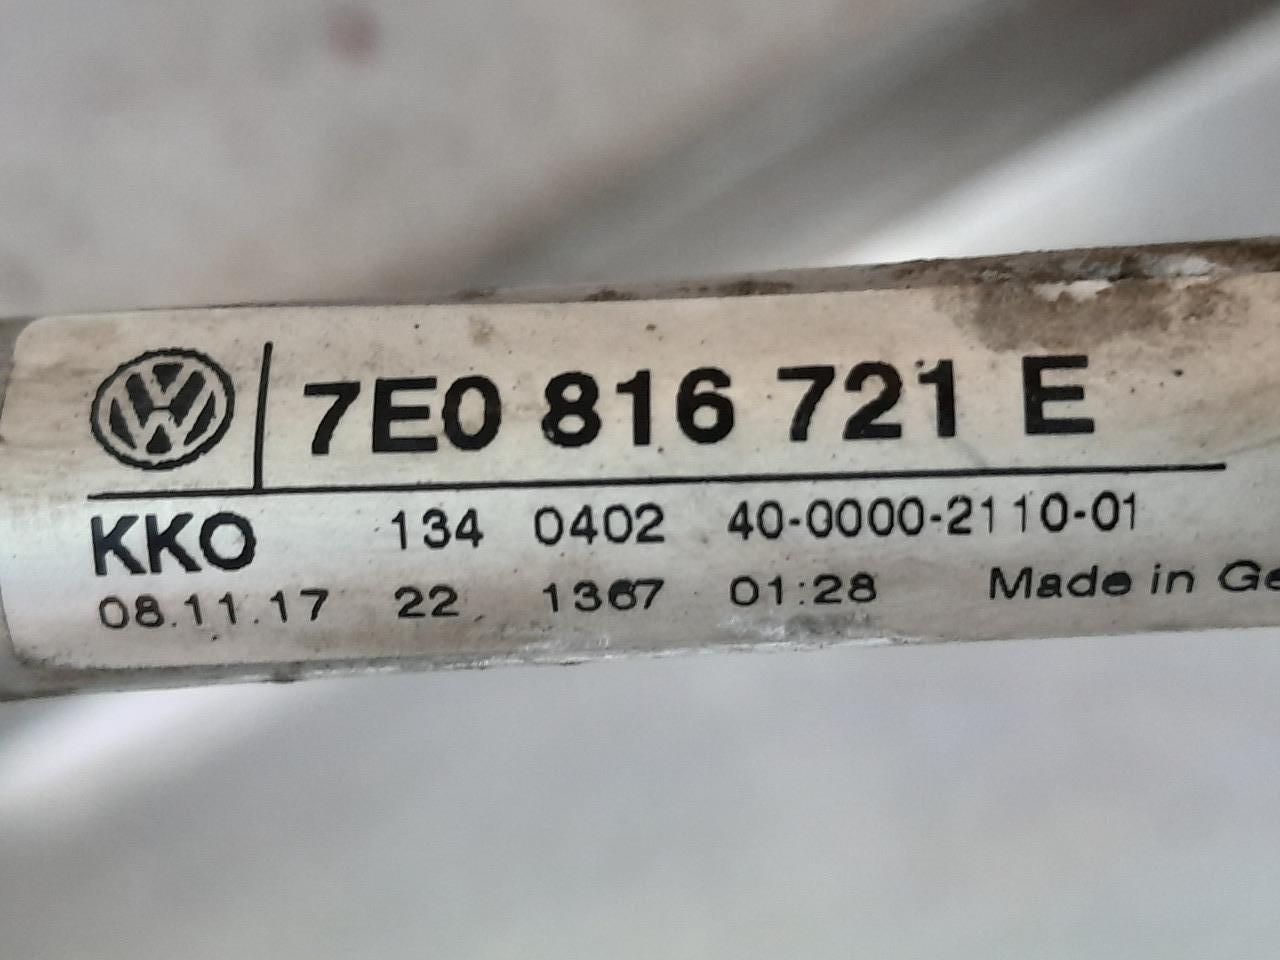 7E0 816 721 E
KKO 134 0402 40-0000-2110-01
08.11.17 22 1367 01:28 Made in Ge